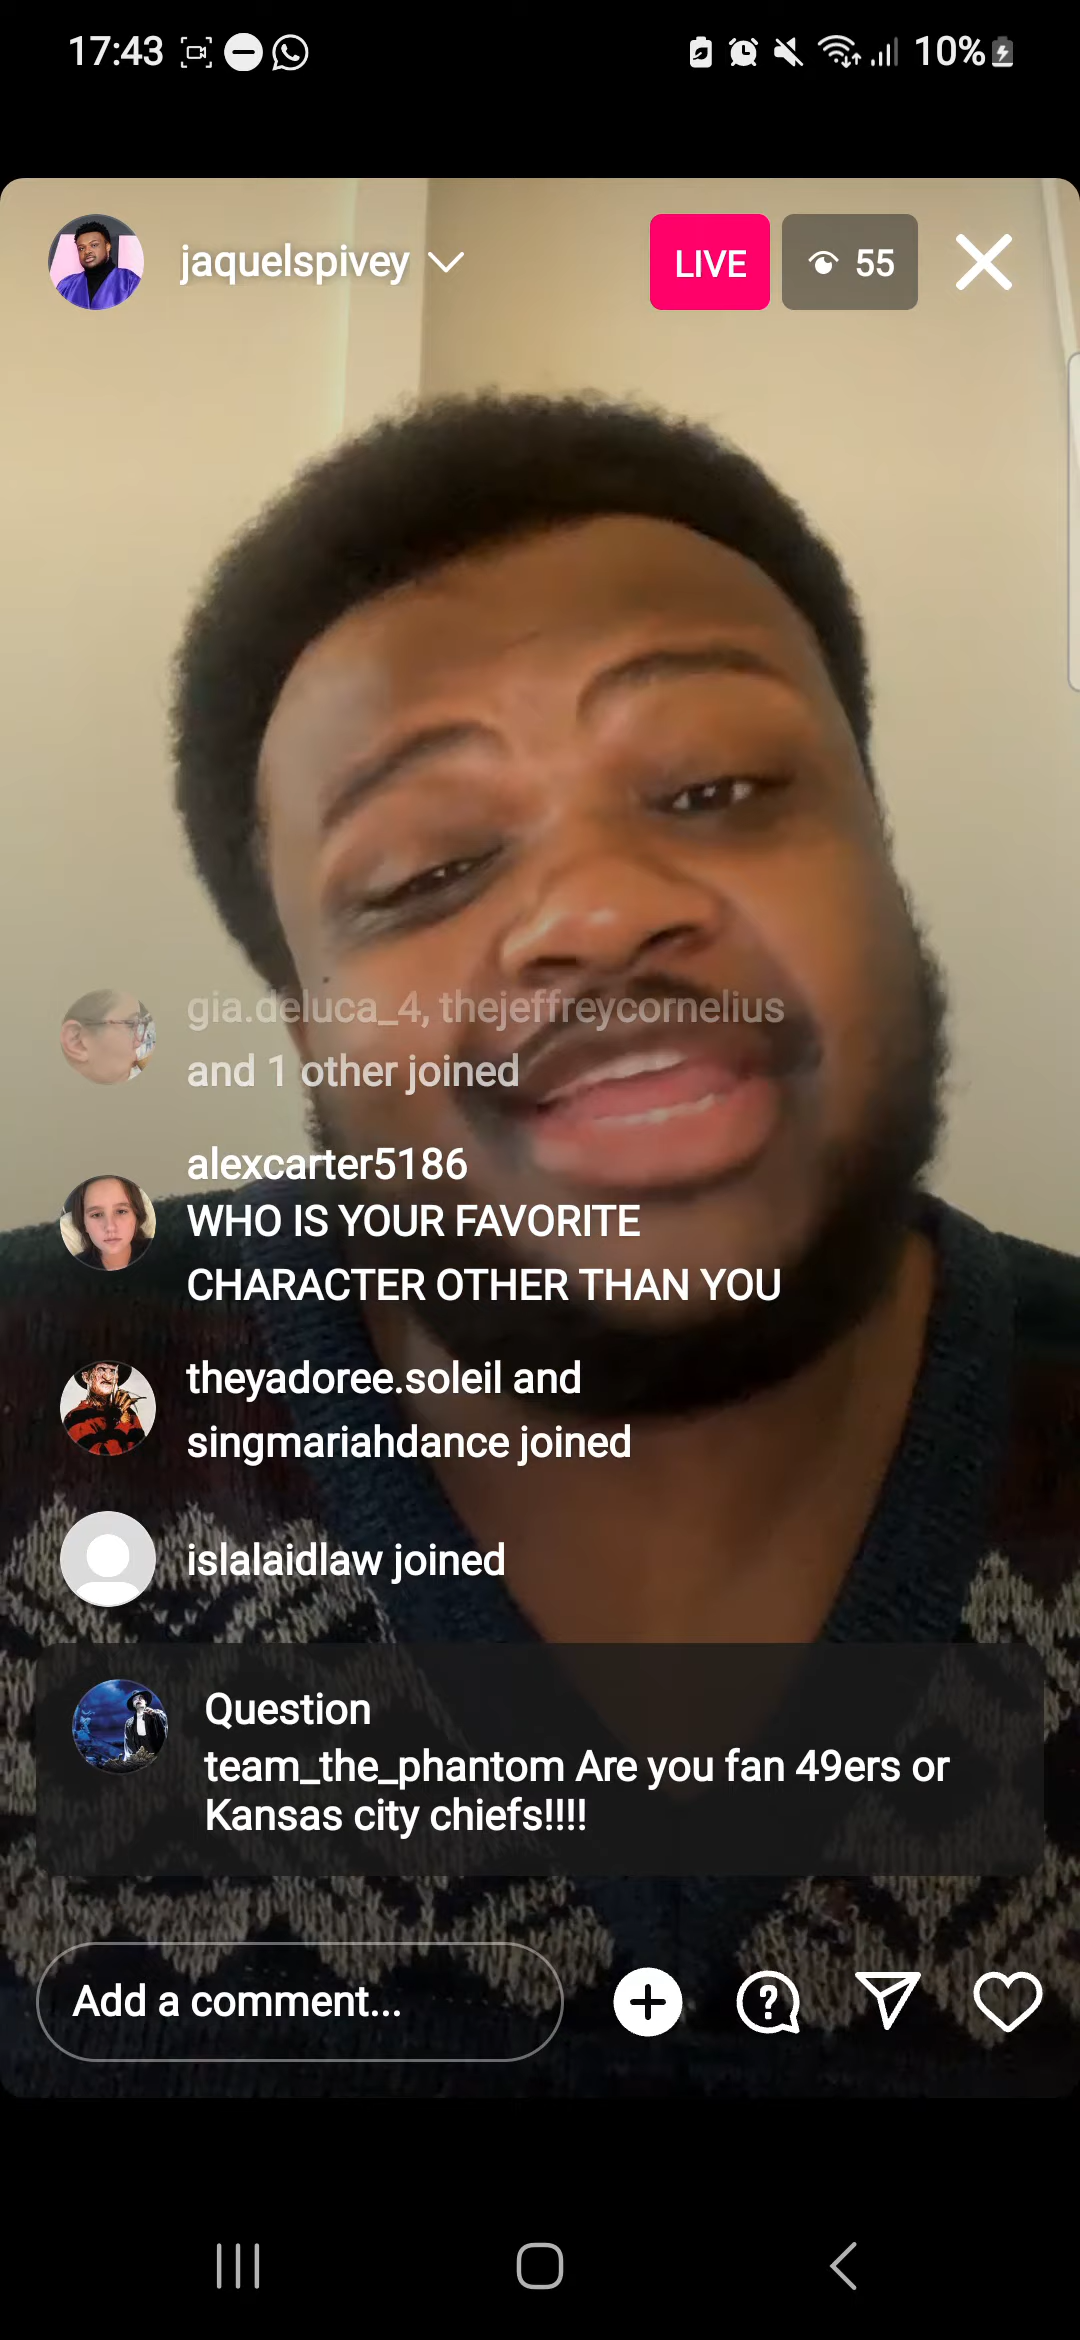 17:43
10%
jaquelspivey
LIVE
55
gia.deluca_4, thejeffreycornelius
and 1 other joined
alexcarter5186
WHO IS YOUR FAVORITE
CHARACTER OTHER THAN YOU
theyadoree.soleil and
singmariahdance joined
islalaidlaw joined
Question
team_the_phantom Are you fan 49ers or
Kansas city chiefs!!!!
Add a comment...